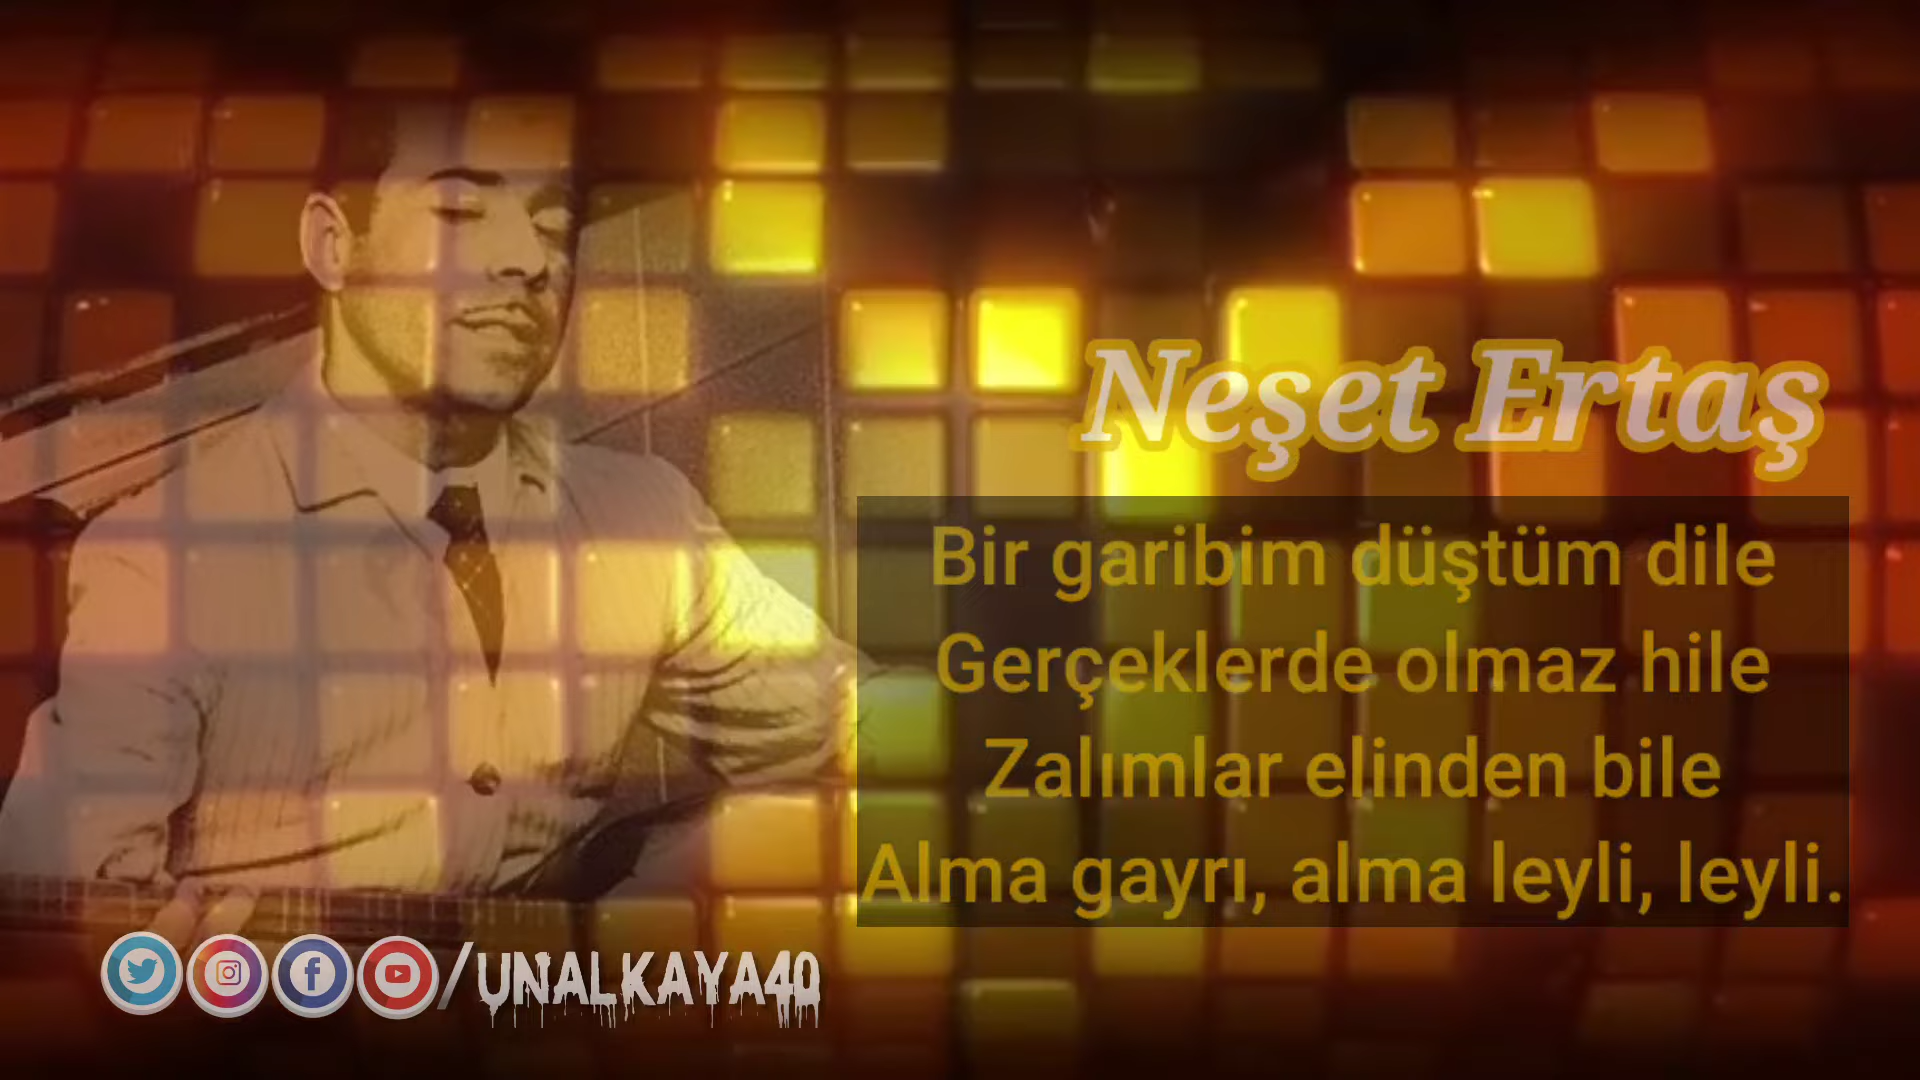 Neşet Ertaş
Bir garibim düştüm dile
Gerçeklerde olmaz hile
Zalımlar elinden bile
Alma gayrı, alma leyli, leyli.
/UNALKAYA40